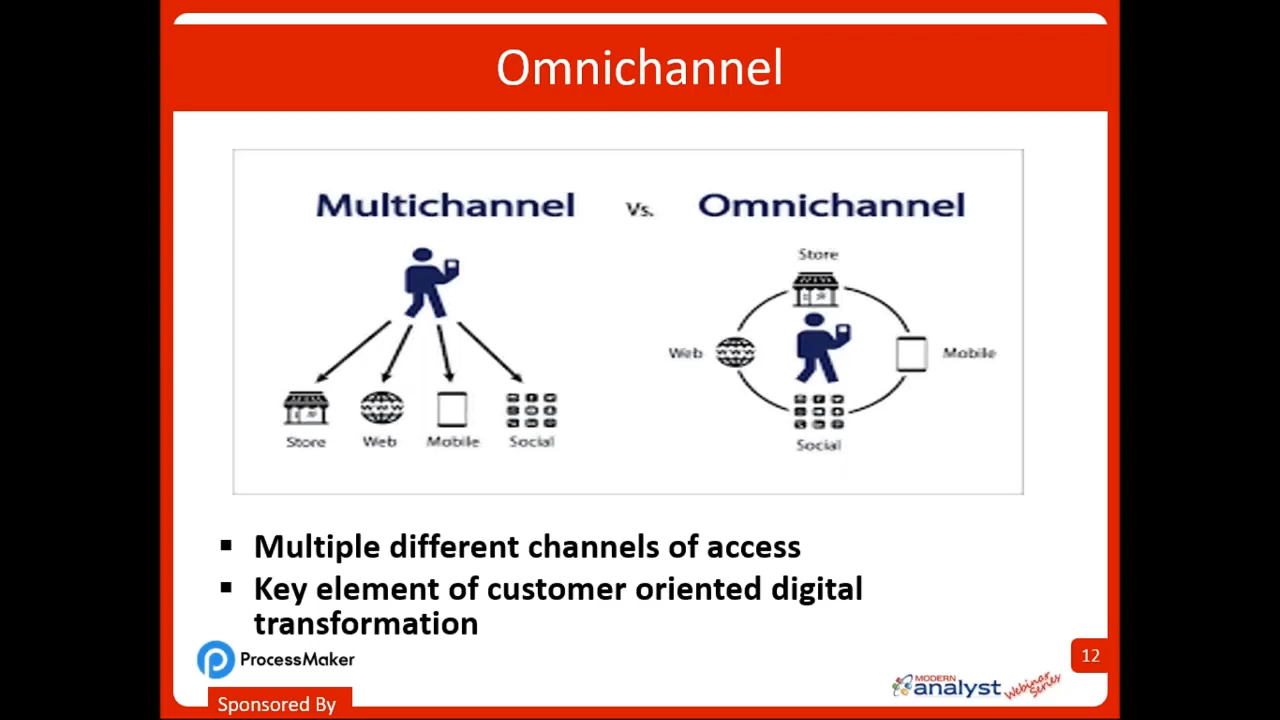 Omnichannel
Multichannel Vs. Omnichannel
Store
Web
Mobile
Social
Store Web Mobile Social
▪ Multiple different channels of access
▪ Key element of customer oriented digital
transformation
ProcessMaker
12
MODERN
analyst Webinar Series
Sponsored By